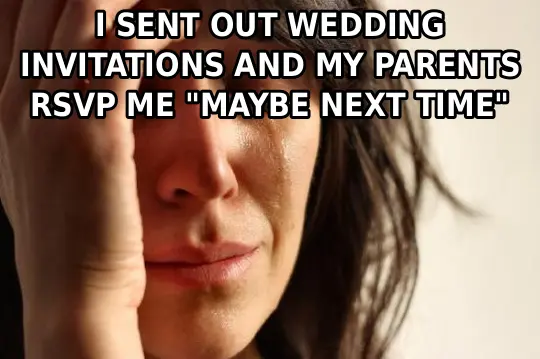 I SENT OUT WEDDING
INVITATIONS AND MY PARENTS
RSVP ME "MAYBE NEXT TIME"